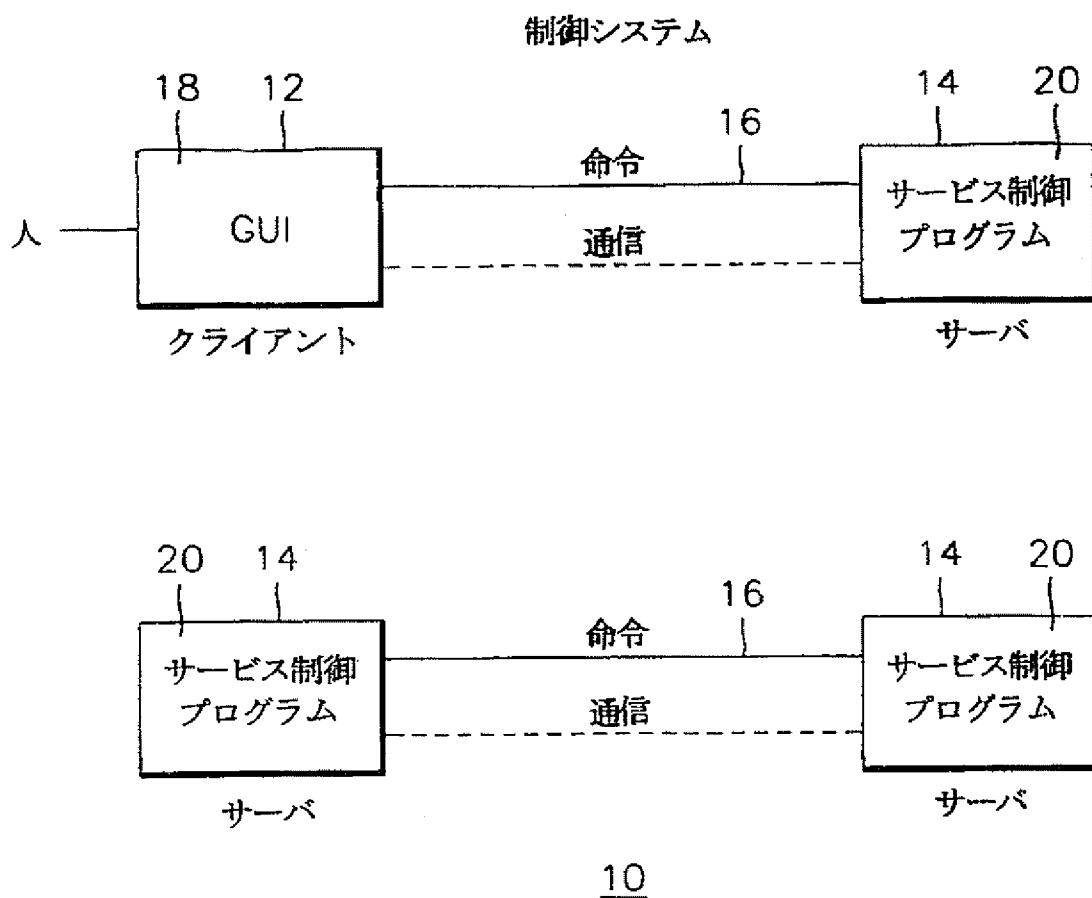 制御システム
18 12 16 14 20
人 GUI 命令 サービス制御
プログラム
通信
クライアント サーバ
20 14 16 14 20
サービス制御
プログラム
命令
通信
サービス制御
プログラム
サーバ サーバ
10